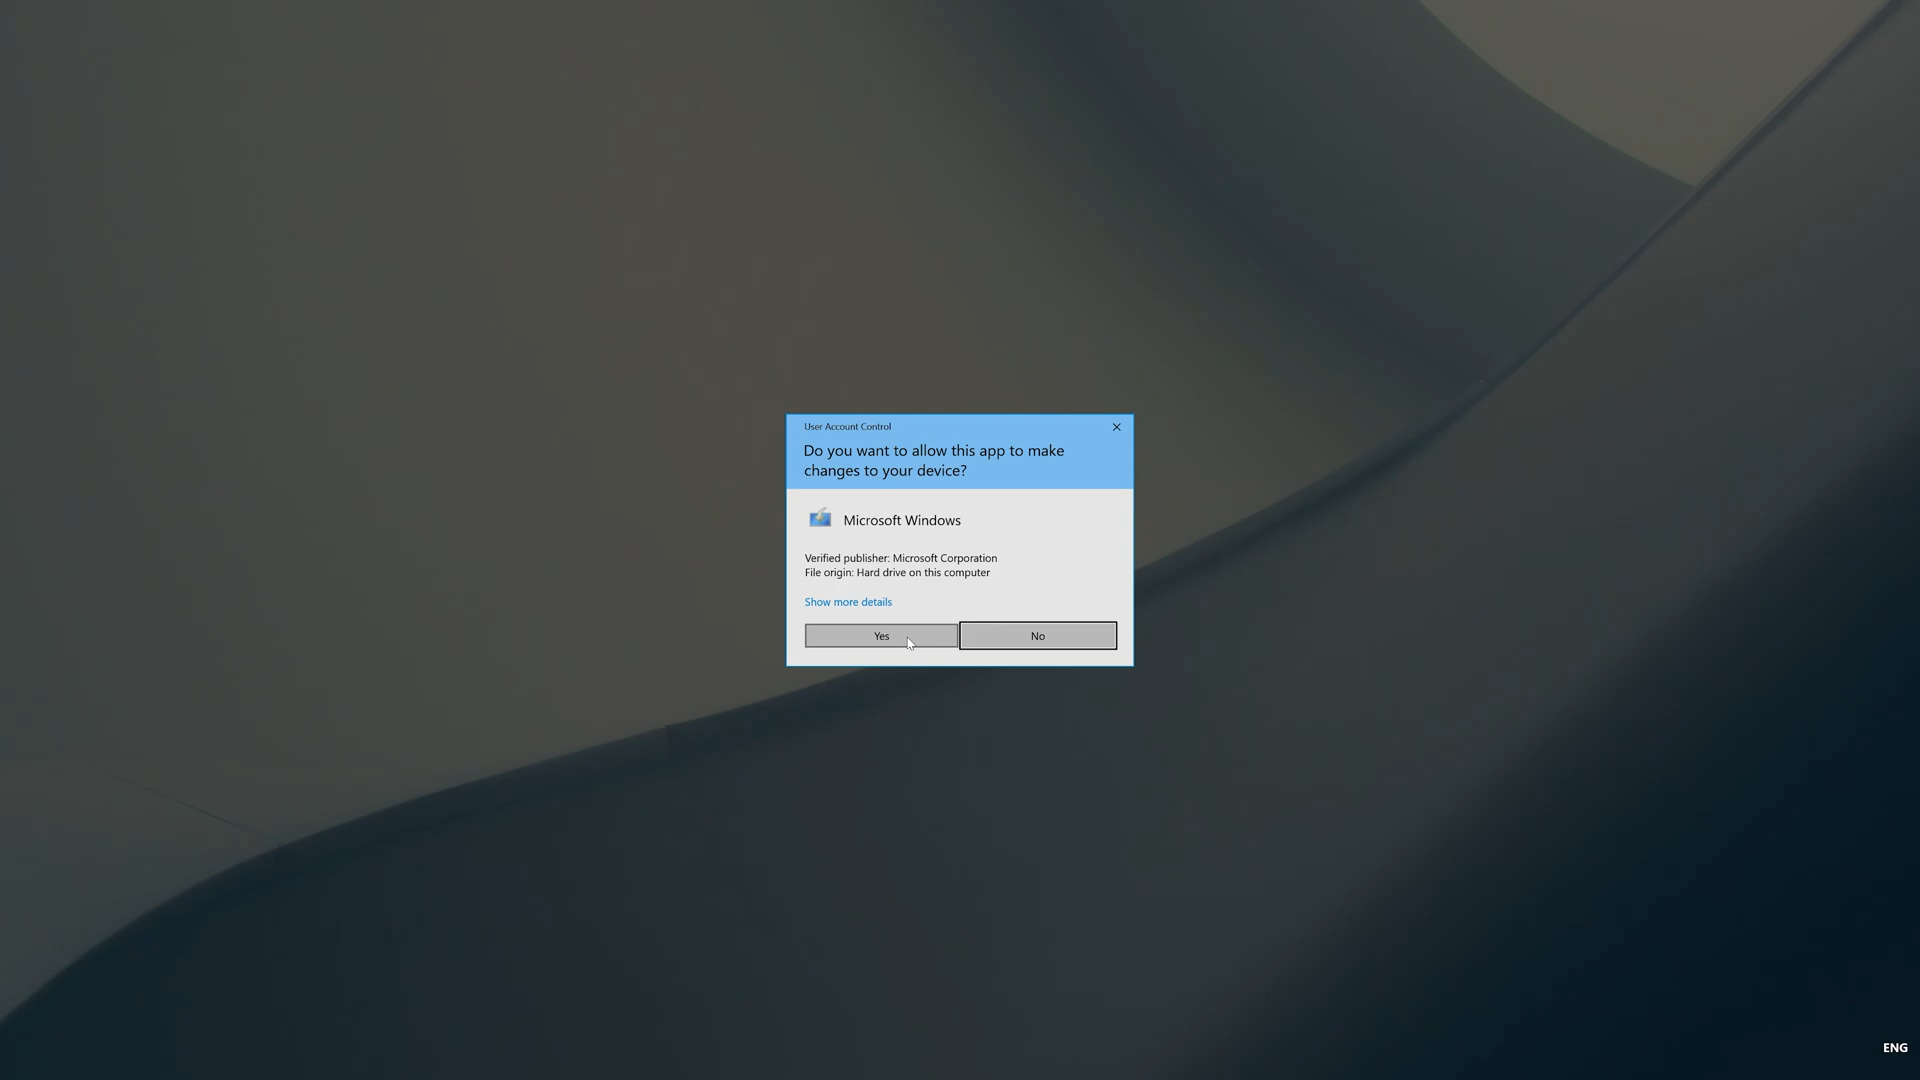 User Account Control
Do you want to allow this app to make
changes to your device?
Microsoft Windows
Verified publisher: Microsoft Corporation
File origin: Hard drive on this computer
Show more details
Yes
No
ENG